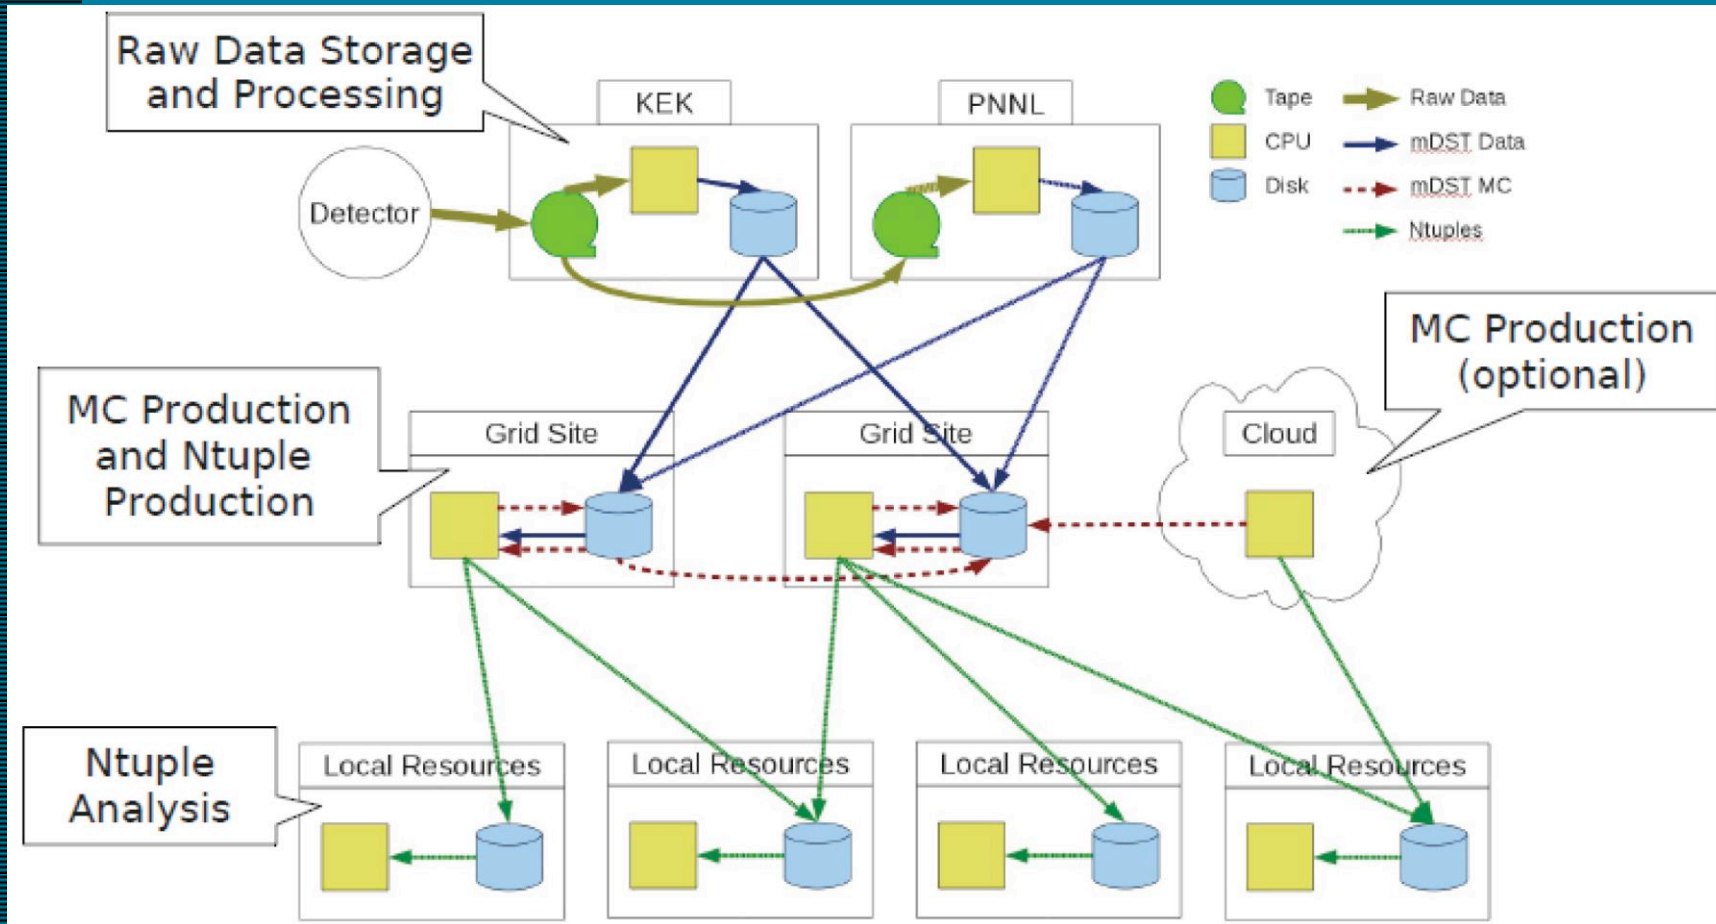 Raw Data Storage
and Processing
KEK
PNNL
Tape
Raw Data
CPU
mDST Data
Disk
mDST MC
Ntuples
Detector
MC Production
(optional)
MC Production
and Ntuple
Production
Grid Site
Grid Site
Cloud
Ntuple
Analysis
Local Resources
Local Resources
Local Resources
Local Resources